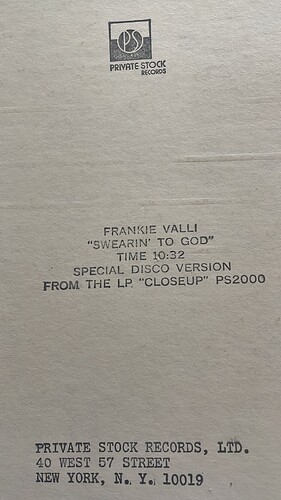 PS
PRIVATE STOCK
RECORDS
FRANKIE VALLI
"SWEARIN' TO GOD"
TIME 10:32
SPECIAL DISCO VERSION
FROM THE LP "CLOSEUP" PS2000
PRIVATE STOCK RECORDS, LTD.
40 WEST 57 STREET
NEW YORK, N. Y. 10019